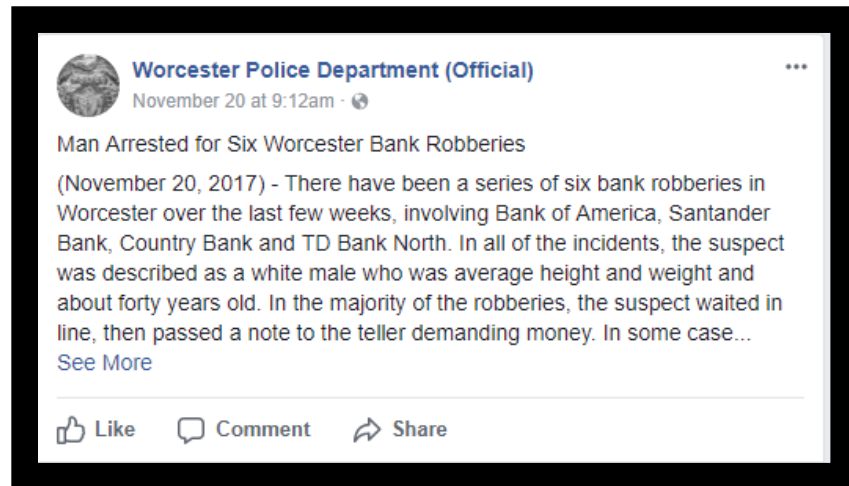 Worcester Police Department (Official)
November 20 at 9:12am ·
Man Arrested for Six Worcester Bank Robberies
(November 20, 2017) - There have been a series of six bank robberies in
Worcester over the last few weeks, involving Bank of America, Santander
Bank, Country Bank and TD Bank North. In all of the incidents, the suspect
was described as a white male who was average height and weight and
about forty years old. In the majority of the robberies, the suspect waited in
line, then passed a note to the teller demanding money. In some case...
See More
Like Comment Share